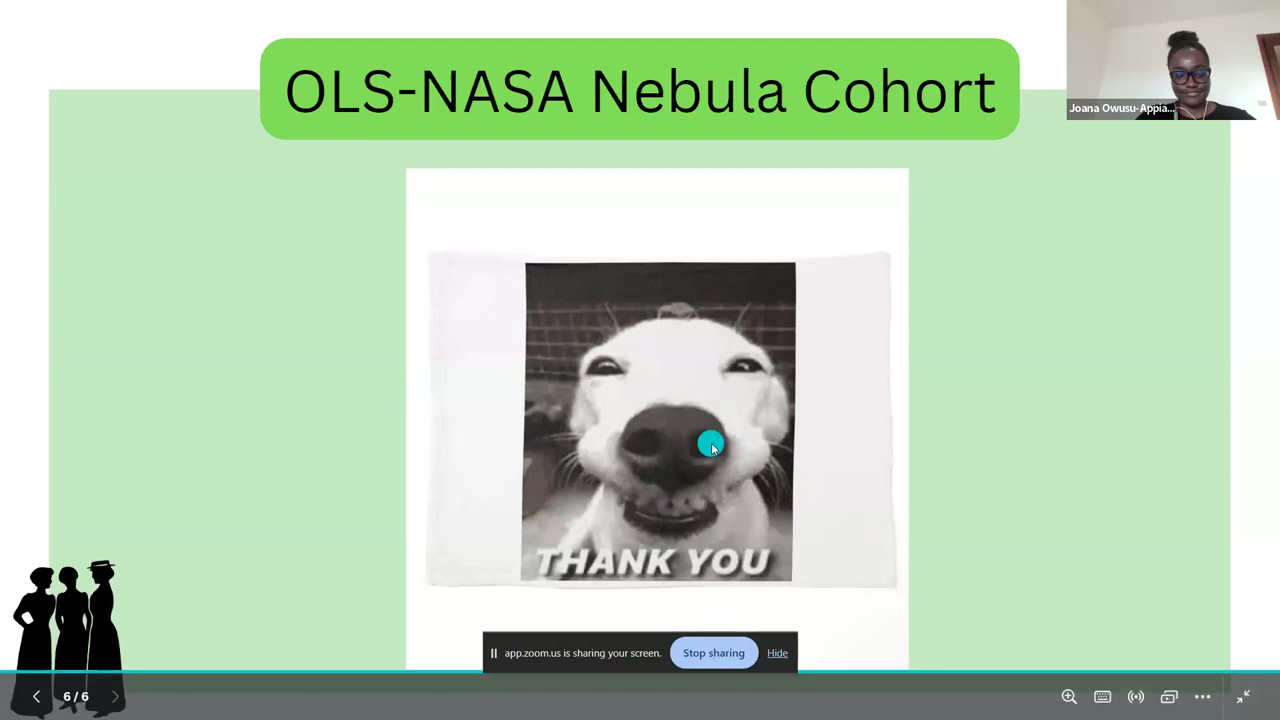 OLS-NASA Nebula Cohort
Joana Owusu-Appia...
THANK YOU
app.zoom.us is sharing your screen.
Stop sharing
Hide
6 / 6